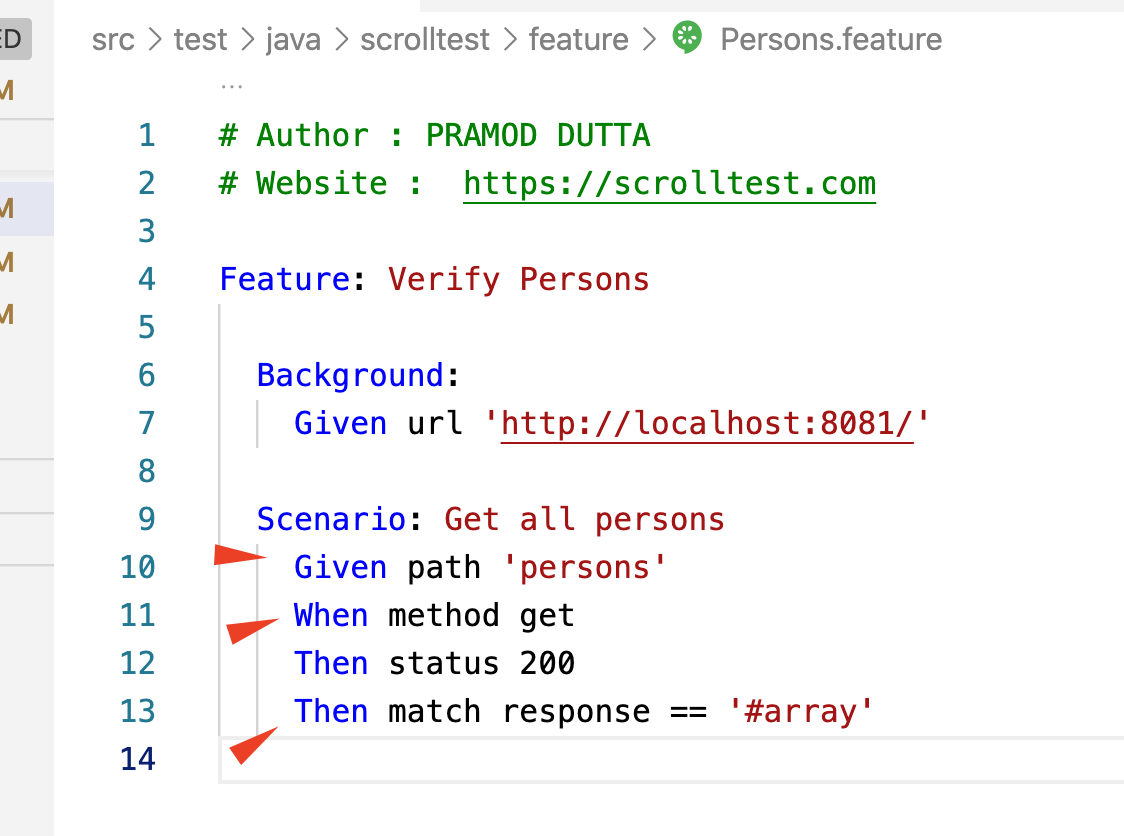 src > test > java > scrolltest > feature > Persons.feature
...
1 # Author : PRAMOD DUTTA
2 # Website :  https://scrolltest.com
3
4 Feature: Verify Persons
5
6 Background:
7 Given url 'http://localhost:8081/'
8
9 Scenario: Get all persons
10 Given path 'persons'
11 When method get
12 Then status 200
13 Then match response == '#array'
14
ED
M
M
M
M